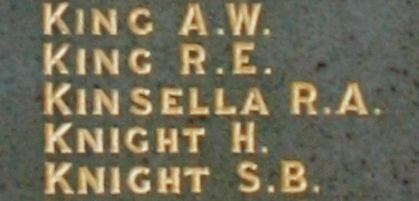 KING A.W.
KING R.E.
KINSELLA R.A.
KNIGHT H.
KNIGHT S.B.